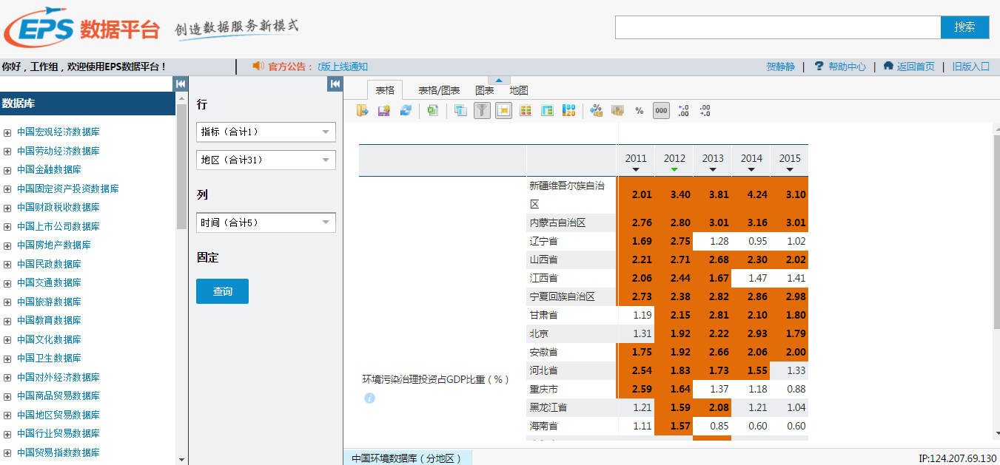 EPS 数据平台 创造数据服务新模式
搜索
你好，工作组，欢迎使用EPS数据平台！
官方公告： 版上线通知
贺静静 | ? 帮助中心 | 返回首页 | 旧版入口
数据库
中国宏观经济数据库
中国劳动经济数据库
中国金融数据库
中国固定资产投资数据库
中国财政税收数据库
中国上市公司数据库
中国房地产数据库
中国民政数据库
中国交通数据库
中国旅游数据库
中国教育数据库
中国文化数据库
中国卫生数据库
中国对外经济数据库
中国商品贸易数据库
中国地区贸易数据库
中国行业贸易数据库
中国贸易指数数据库
行
指标（合计1）
地区（合计31）
列
时间（合计5）
固定
查询
表格 表格/图表 图表 地图
80 20 % 000 .00 .00
2011 2012 2013 2014 2015
新疆维吾尔族自治
区 2.01 3.40 3.81 4.24 3.10
内蒙古自治区 2.76 2.80 3.01 3.16 3.01
辽宁省 1.69 2.75 1.28 0.95 1.02
山西省 2.21 2.71 2.68 2.30 2.02
江西省 2.06 2.44 1.67 1.47 1.41
宁夏回族自治区 2.73 2.38 2.82 2.86 2.98
甘肃省 1.19 2.15 2.81 2.10 1.80
北京 1.31 1.92 2.22 2.93 1.79
安徽省 1.75 1.92 2.66 2.06 2.00
河北省 2.54 1.83 1.73 1.55 1.33
环境污染治理投资占GDP比重（%）
重庆市 2.59 1.64 1.37 1.18 0.88
黑龙江省 1.21 1.59 2.08 1.21 1.04
海南省 1.11 1.57 0.85 0.60 0.60
中国环境数据库（分地区）
IP:124.207.69.130